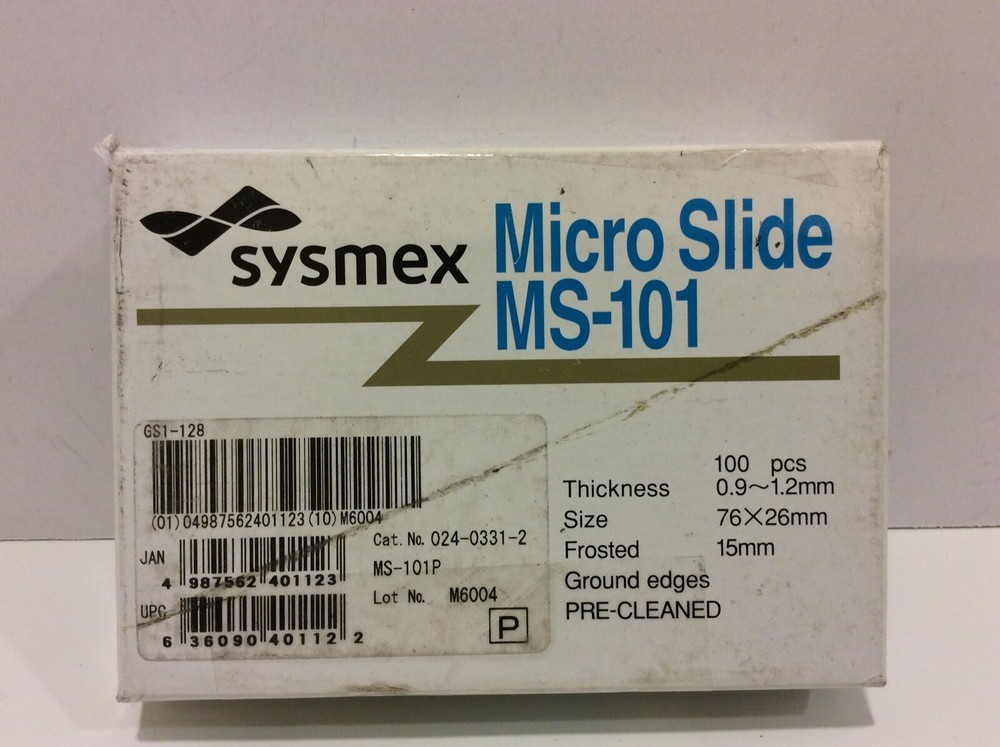 sysmex
Micro Slide
MS-101
GS1-128
(01)04987562401123(10)M6004
JAN
4 987562 401123
UPC
6 36090 40112 2
Cat. No. 024-0331-2
MS-101P
Lot No. M6004
P
100 pcs
Thickness 0.9～1.2mm
Size 76×26mm
Frosted 15mm
Ground edges
PRE-CLEANED